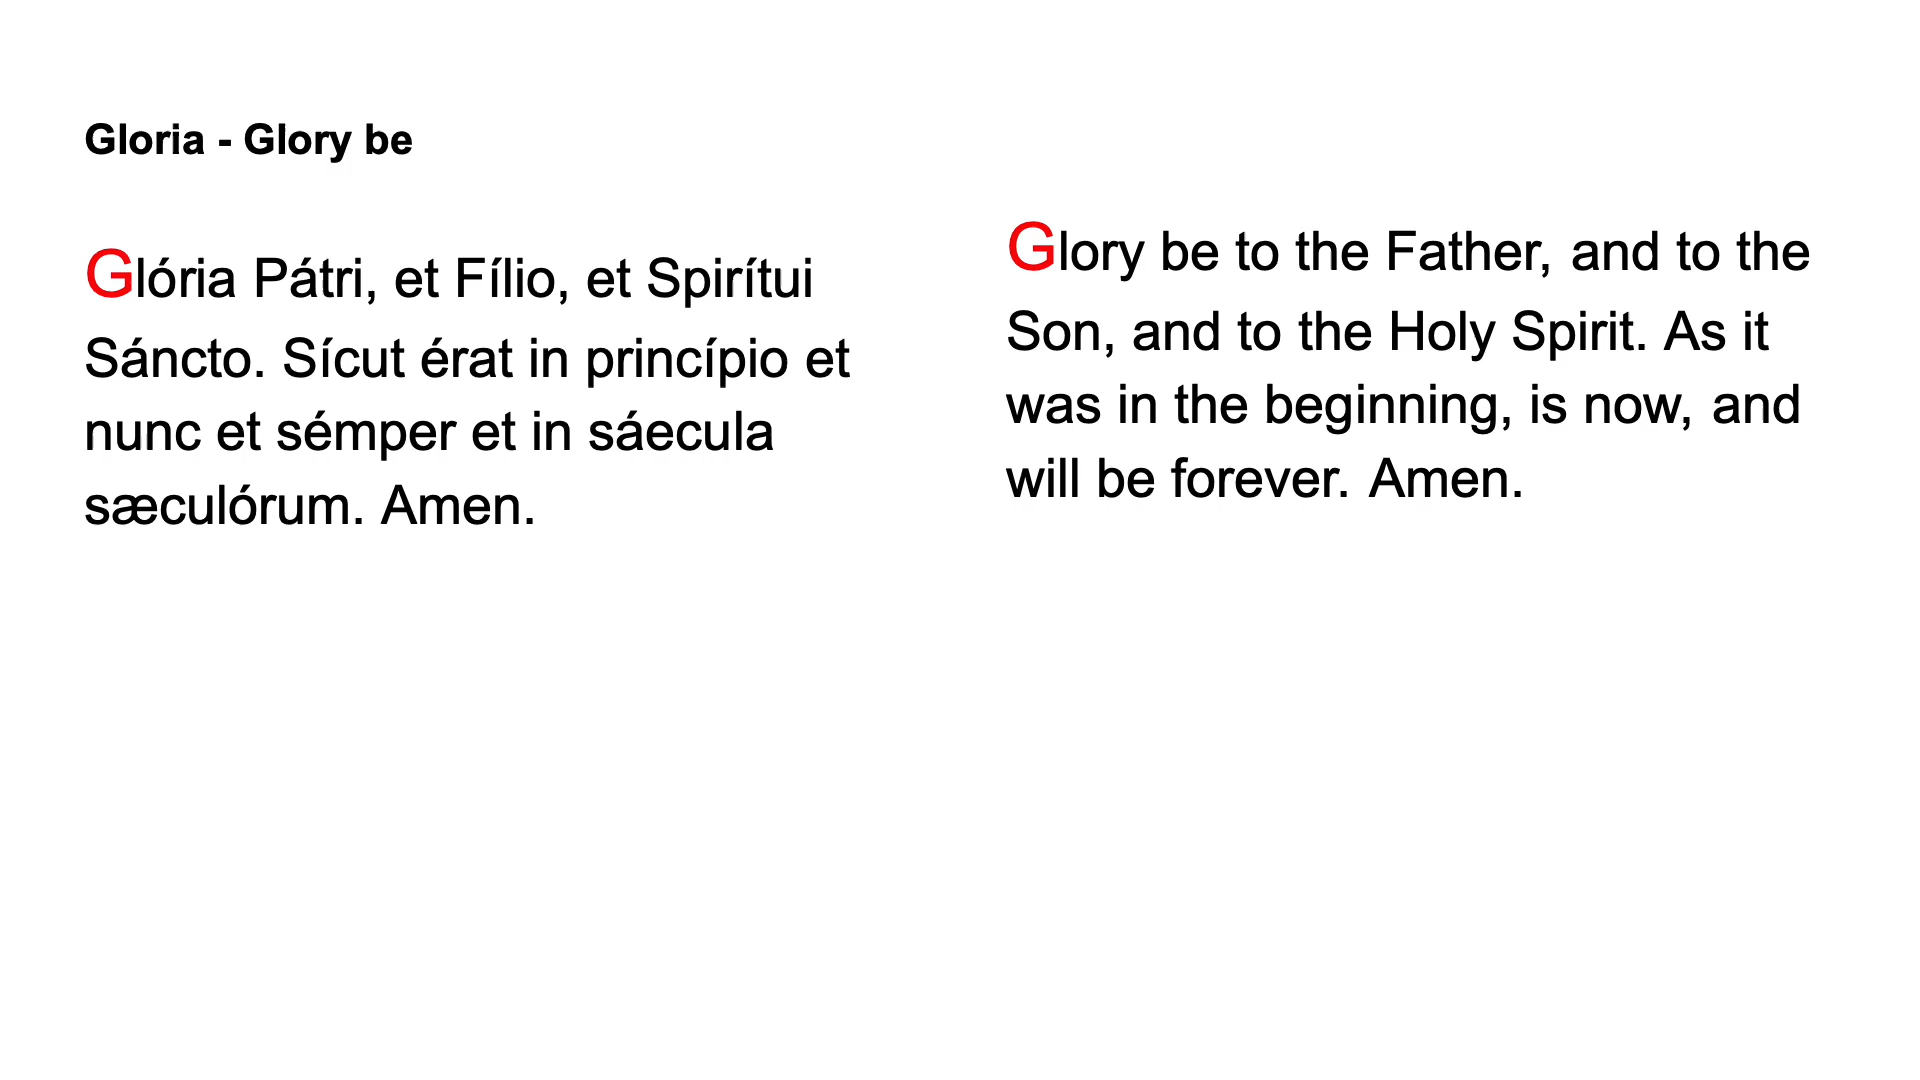 Gloria - Glory be
Glória Pátri, et Fílio, et Spirítui
Sáncto. Sícut érat in princípio et
nunc et sémper et in sáecula
sæculórum. Amen.
Glory be to the Father, and to the
Son, and to the Holy Spirit. As it
was in the beginning, is now, and
will be forever. Amen.